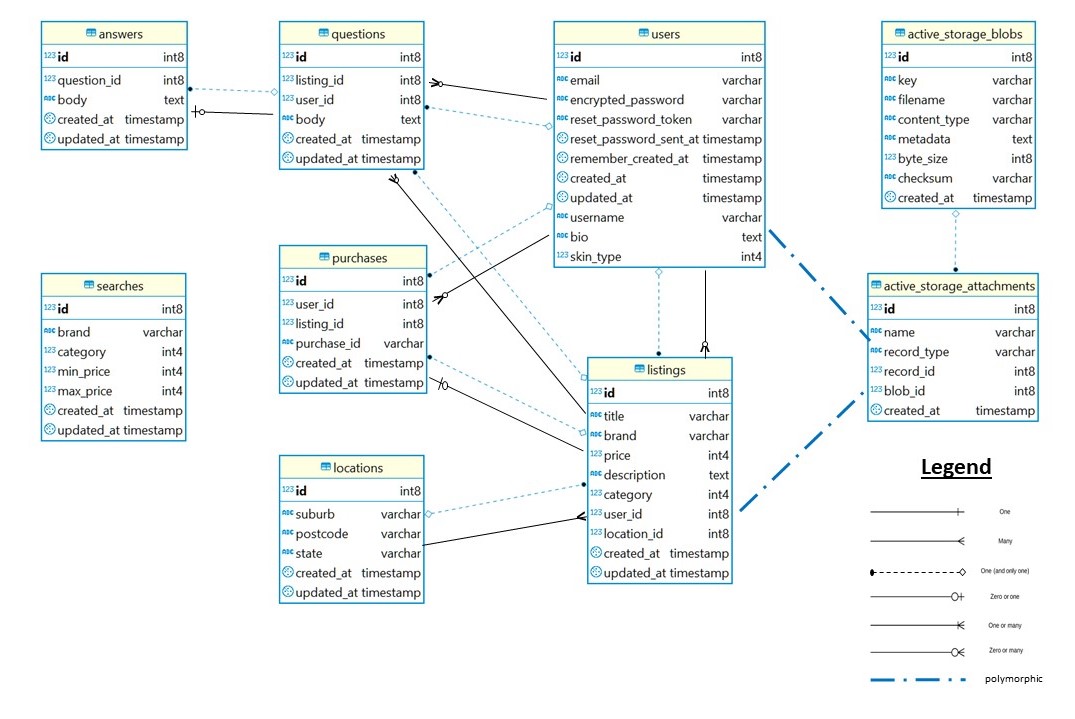 answers
123 id int8
123 question_id int8
ABC body text
created_at timestamp
updated_at timestamp
questions
123 id int8
123 listing_id int8
123 user_id int8
ABC body text
created_at timestamp
updated_at timestamp
users
123 id int8
ABC email varchar
ABC encrypted_password varchar
ABC reset_password_token varchar
reset_password_sent_at timestamp
remember_created_at timestamp
created_at timestamp
updated_at timestamp
ABC username varchar
ABC bio text
123 skin_type int4
active_storage_blobs
123 id int8
ABC key varchar
ABC filename varchar
ABC content_type varchar
ABC metadata text
123 byte_size int8
ABC checksum varchar
created_at timestamp
searches
123 id int8
ABC brand varchar
123 category int4
123 min_price int4
123 max_price int4
created_at timestamp
updated_at timestamp
purchases
123 id int8
123 user_id int8
123 listing_id int8
ABC purchase_id varchar
created_at timestamp
updated_at timestamp
active_storage_attachments
123 id int8
ABC name varchar
ABC record_type varchar
123 record_id int8
123 blob_id int8
created_at timestamp
listings
123 id int8
ABC title varchar
ABC brand varchar
123 price int4
ABC description text
123 category int4
123 user_id int8
123 location_id int8
created_at timestamp
updated_at timestamp
locations
123 id int8
ABC suburb varchar
ABC postcode varchar
ABC state varchar
created_at timestamp
updated_at timestamp
Legend
One
Many
One (and only one)
Zero or one
One or many
Zero or many
polymorphic